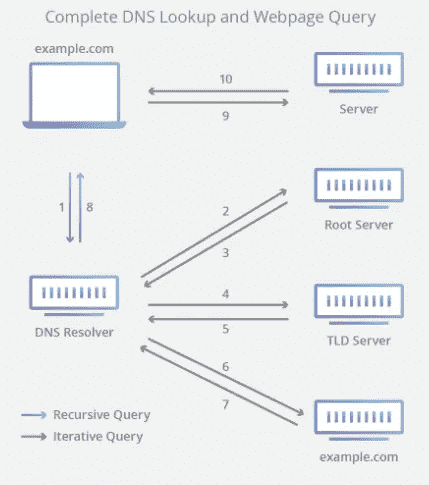 Complete DNS Lookup and Webpage Query
example.com
10
9
Server
1
8
2
3
Root Server
4
5
DNS Resolver
TLD Server
6
7
Recursive Query
Iterative Query
example.com